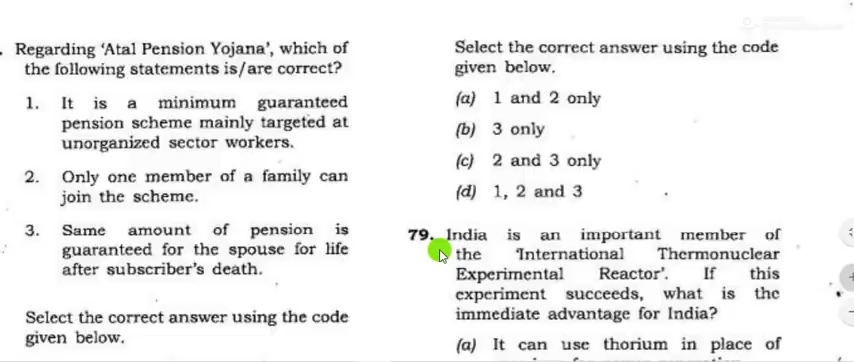 Regarding 'Atal Pension Yojana', which of
the following statements is/are correct?
1. It is a minimum guaranteed
pension scheme mainly targeted at
unorganized sector workers.
2. Only one member of a family can
join the scheme.
3. Same amount of pension is
guaranteed for the spouse for life
after subscriber's death.
Select the correct answer using the code
given below.
Select the correct answer using the code
given below.
(a) 1 and 2 only
(b) 3 only
(c) 2 and 3 only
(d) 1, 2 and 3
79. India is an important member of
the 'International Thermonuclear
Experimental Reactor'. If this
experiment succeeds, what is the
immediate advantage for India?
(a) It can use thorium in place of